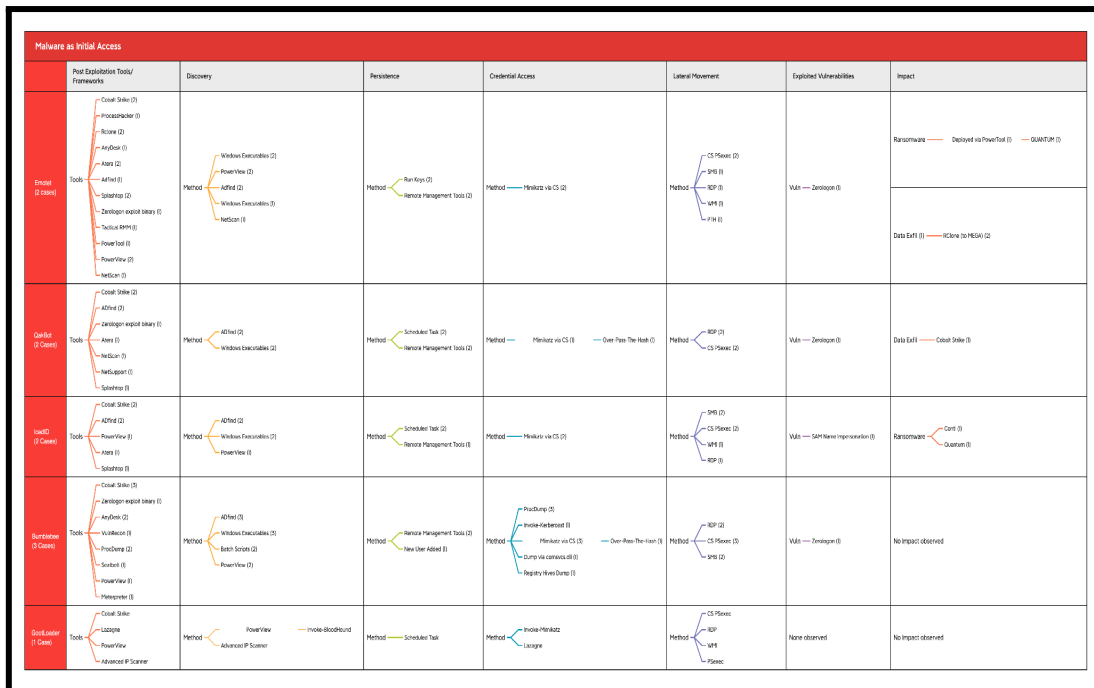 Malware as Initial Access
Post Exploitation Tools/
Frameworks
Discovery
Persistence
Credential Access
Lateral Movement
Exploited Vulnerabilities
Impact
Emotet
(2 cases)
Tools
Cobalt Strike (2)
ProcessHacker (1)
Rclone (2)
AnyDesk (1)
Atera (2)
Adfind (1)
Splashtop (2)
Zerologon exploit binary (1)
Tactical RMM (1)
PowerTool (1)
PowerView (2)
NetScan (1)
Method
Windows Executables (2)
PowerView (2)
Adfind (2)
Windows Executables (1)
NetScan (1)
Method
Run Keys (2)
Remote Management Tools (2)
Method
Mimikatz via CS (2)
Method
CS PSexec (2)
SMB (1)
RDP (1)
WMI (1)
PTH (1)
Vuln
Zerologon (1)
Ransomware
Deployed via PowerTool (1)
QUANTUM (1)
Data Exfil (1)
RClone (to MEGA) (2)
QakBot
(2 Cases)
Tools
Cobalt Strike (2)
ADfind (2)
Zerologon exploit binary (1)
Atera (1)
NetScan (1)
NetSupport (1)
Splashtop (1)
Method
ADfind (2)
Windows Executables (2)
Method
Scheduled Task (2)
Remote Management Tools (2)
Method
Mimikatz via CS (1)
Over-Pass-The-Hash (1)
Method
RDP (2)
CS PSexec (2)
Vuln
Zerologon (1)
Data Exfil
Cobalt Strike (1)
IcedID
(2 Cases)
Tools
Cobalt Strike (2)
ADfind (2)
PowerView (1)
Atera (1)
Splashtop (1)
Method
ADfind (2)
Windows Executables (2)
PowerView (1)
Method
Scheduled Task (2)
Remote Management Tools (1)
Method
Mimikatz via CS (2)
Method
SMB (2)
CS PSexec (2)
WMI (1)
RDP (1)
Vuln
SAM Name Impersonation (1)
Ransomware
Conti (1)
Quantum (1)
Bumblebee
(3 Cases)
Tools
Cobalt Strike (3)
Zerologon exploit binary (1)
AnyDesk (2)
VulnRecon (1)
ProcDump (2)
Seatbelt (1)
PowerView (1)
Meterpreter (1)
Method
ADfind (3)
Windows Executables (3)
Batch Scripts (2)
PowerView (2)
Method
Remote Management Tools (2)
New User Added (1)
Method
ProcDump (3)
Invoke-Kerberoast (1)
Mimikatz via CS (3)
Over-Pass-The-Hash (1)
Dump via comsvcs.dll (1)
Registry Hives Dump (1)
Method
RDP (2)
CS PSexec (3)
SMB (2)
Vuln
Zerologon (1)
No Impact observed
GootLoader
(1 Case)
Tools
Cobalt Strike
Lazagne
PowerView
Advanced IP Scanner
Method
PowerView
Invoke-BloodHound
Advanced IP Scanner
Method
Scheduled Task
Method
Invoke-Mimikatz
Lazagne
Method
CS PSexec
RDP
WMI
PSexec
None observed
No Impact observed